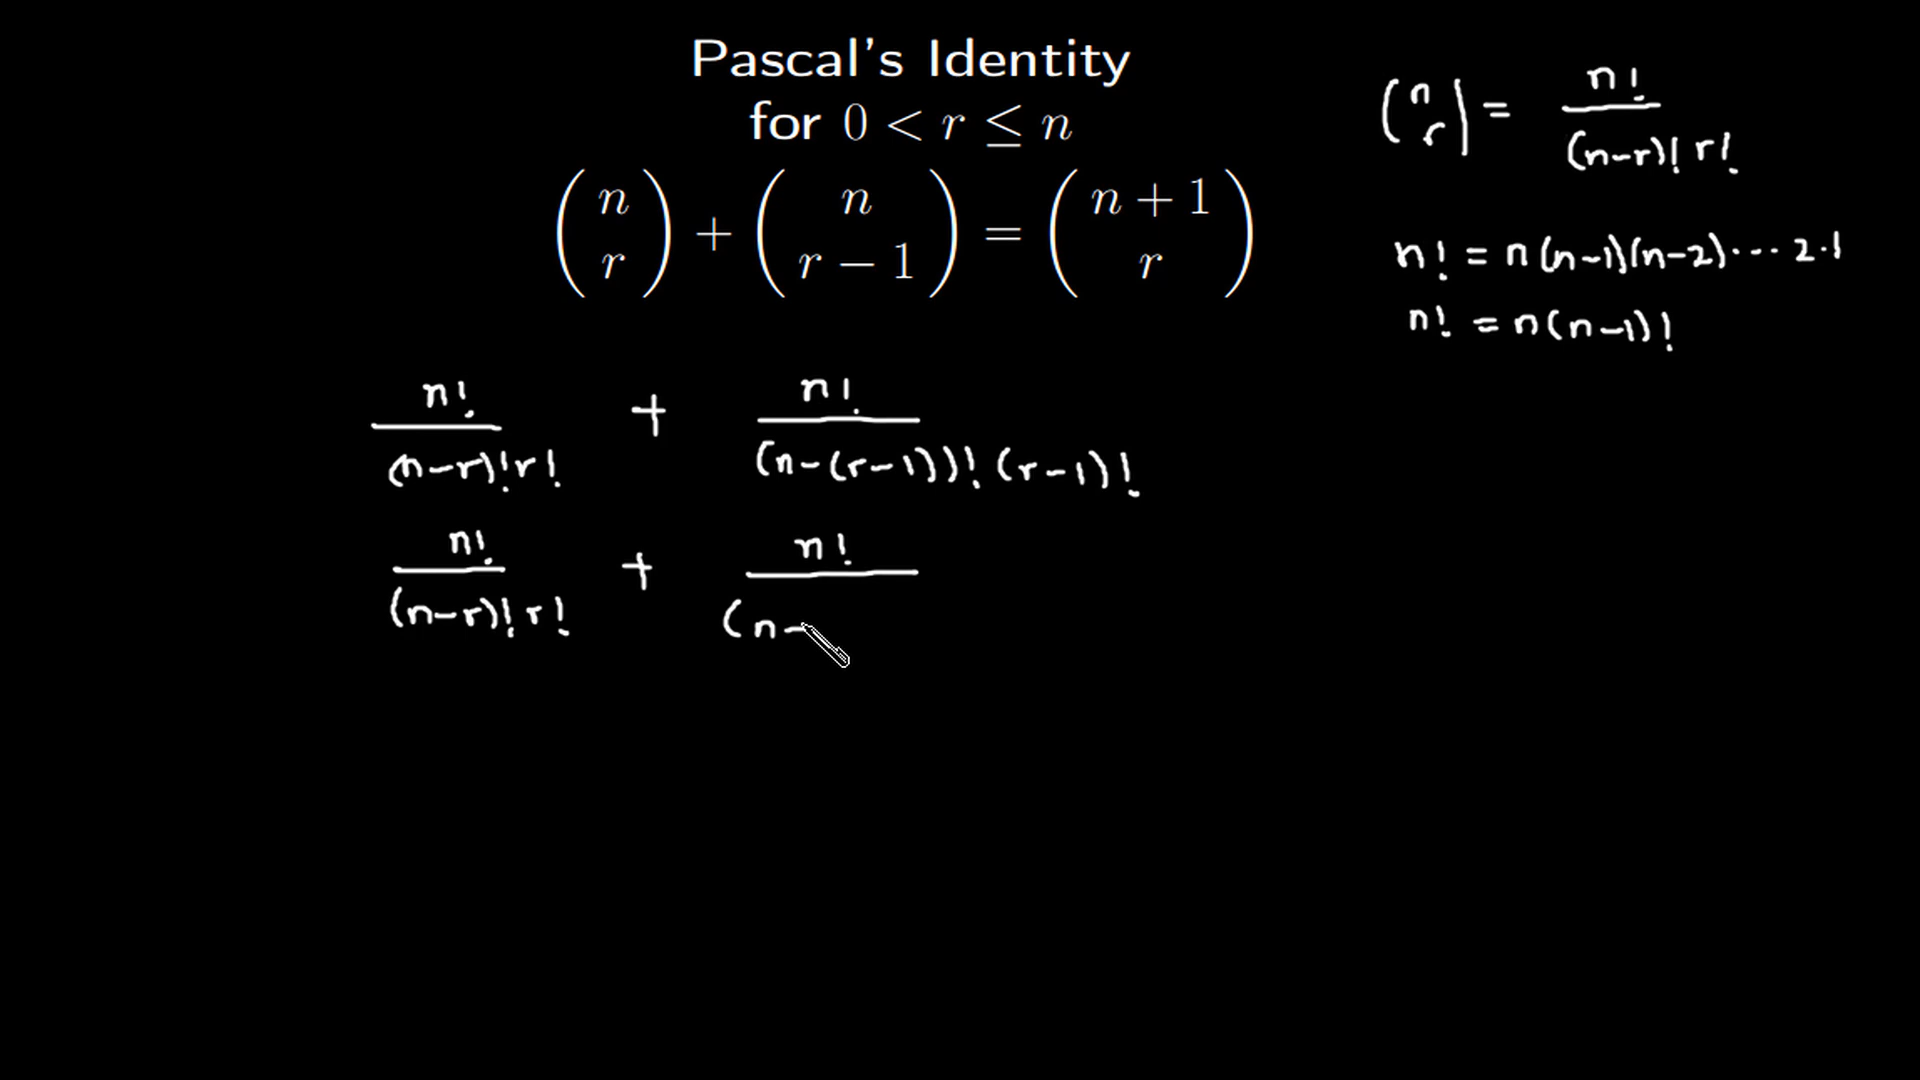 Pascal's Identity
for 0 < r ≤ n
(n r) + (n r − 1) = (n + 1 r)
(n r) = n! / (n-r)! r!
n! = n(n-1)(n-2)··· 2·1
n! = n(n-1)!
n! / (n-r)!r! + n! / (n-(r-1))!(r-1)!
n! / (n-r)!r! + n! / (n-